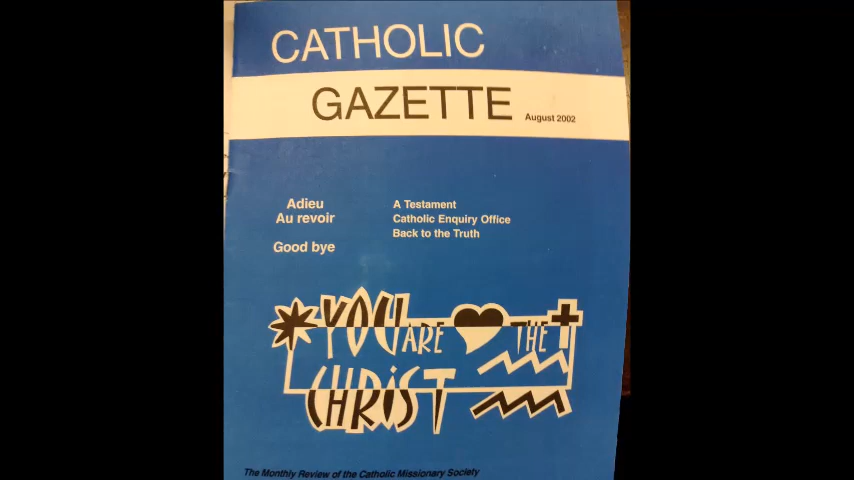 CATHOLIC
GAZETTE
August 2002
Adieu
Au revoir
Good bye
A Testament
Catholic Enquiry Office
Back to the Truth
YOU ARE THE
CHRiST
The Monthly Review of the Catholic Missionary Society